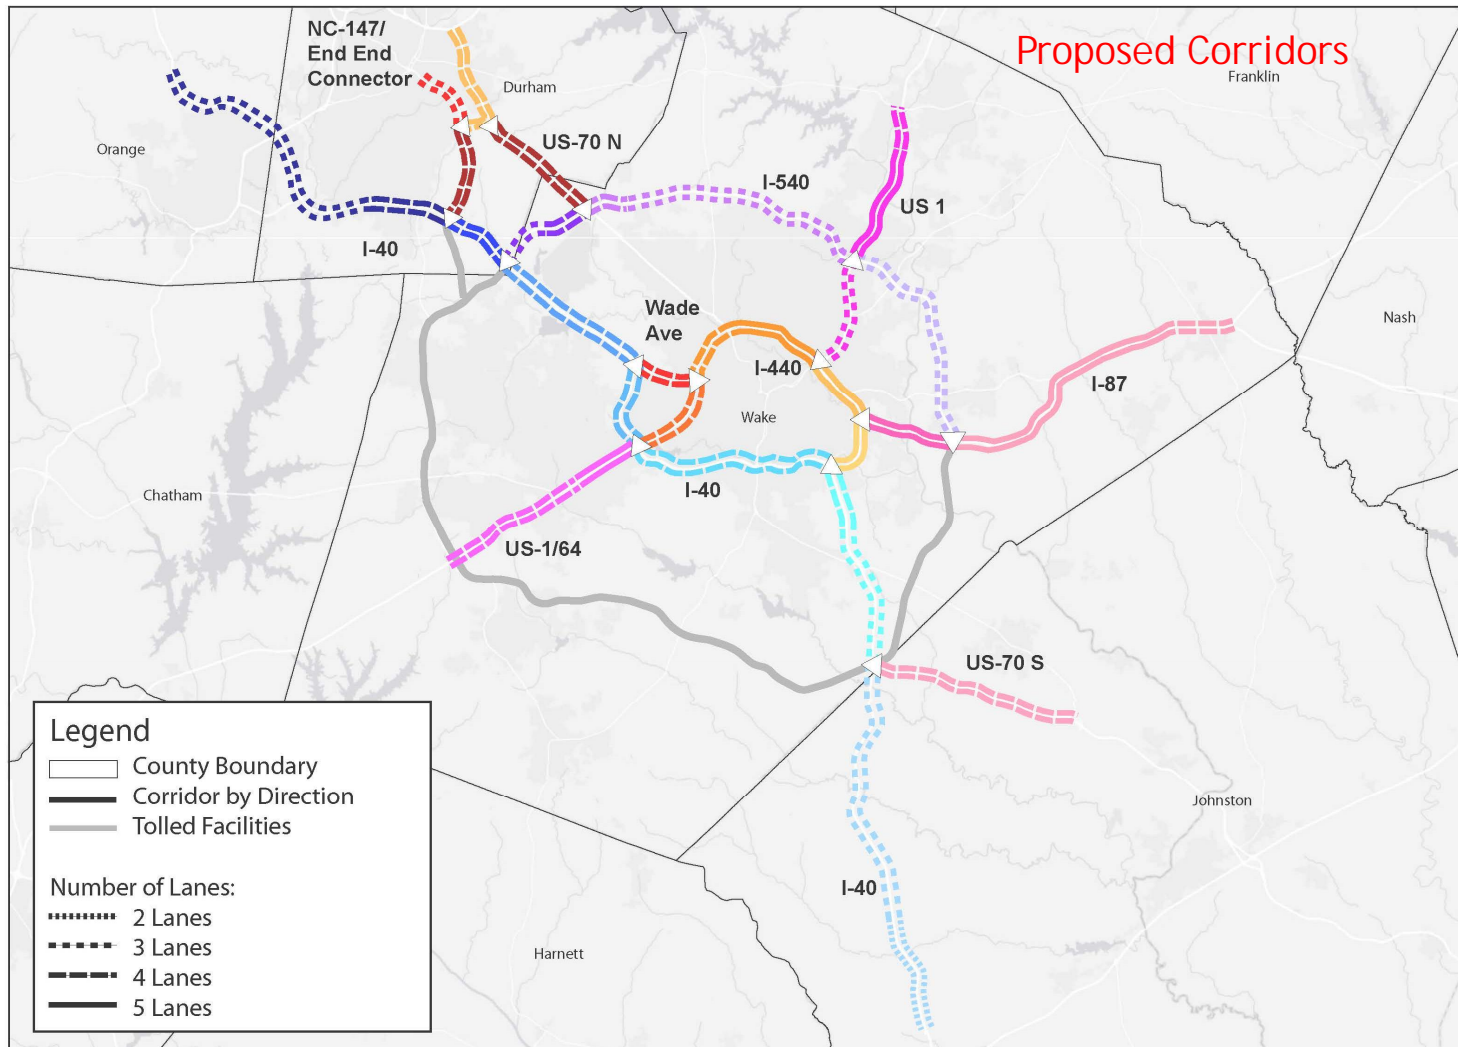 NC-147/
End End
Connector
Proposed Corridors
Franklin
Durham
US-70 N
Orange
I-540
US 1
I-40
Wade
Ave
Nash
I-440
I-87
Wake
I-40
Chatham
US-1/64
US-70 S
Legend
County Boundary
Corridor by Direction
Tolled Facilities
Number of Lanes:
2 Lanes
3 Lanes
4 Lanes
5 Lanes
Johnston
I-40
Harnett